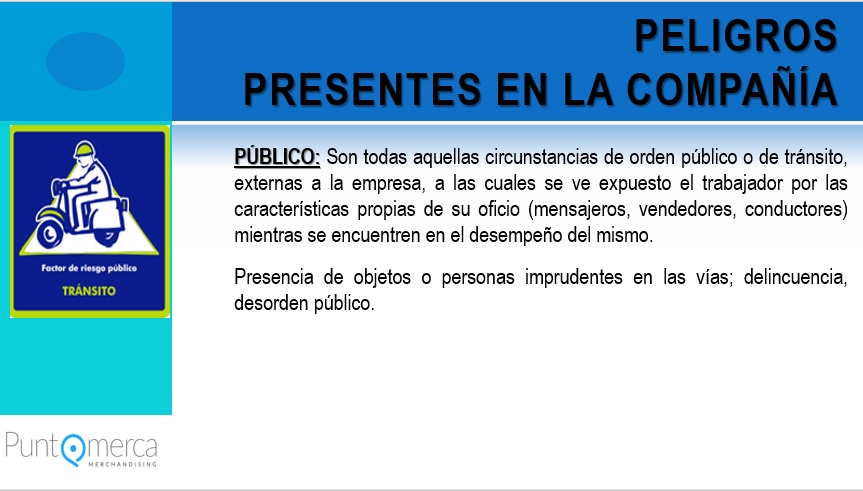 PELIGROS
PRESENTES EN LA COMPAÑÍA
PÚBLICO: Son todas aquellas circunstancias de orden público o de tránsito,
externas a la empresa, a las cuales se ve expuesto el trabajador por las
características propias de su oficio (mensajeros, vendedores, conductores)
mientras se encuentren en el desempeño del mismo.
Presencia de objetos o personas imprudentes en las vías; delincuencia,
desorden público.
Factor de riesgo público
TRÁNSITO
Puntomerca
MERCHANDISING